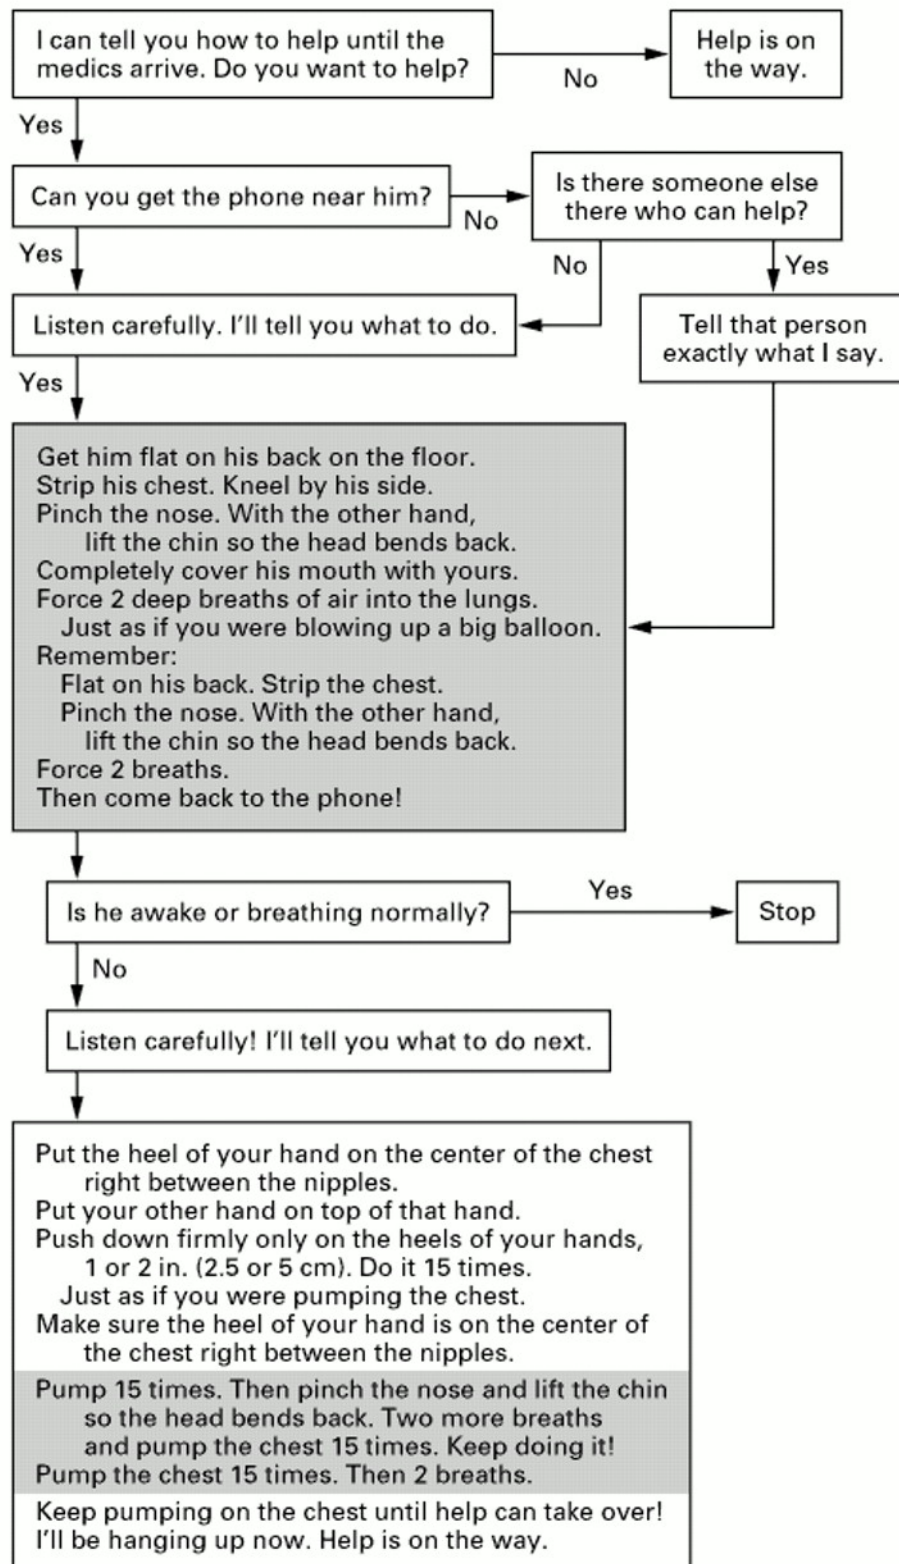 I can tell you how to help until the
medics arrive. Do you want to help?
No
Help is on
the way.
Yes
Can you get the phone near him?
No
Is there someone else
there who can help?
Yes
No
Yes
Listen carefully. I'll tell you what to do.
Tell that person
exactly what I say.
Yes
Get him flat on his back on the floor.
Strip his chest. Kneel by his side.
Pinch the nose. With the other hand,
lift the chin so the head bends back.
Completely cover his mouth with yours.
Force 2 deep breaths of air into the lungs.
Just as if you were blowing up a big balloon.
Remember:
Flat on his back. Strip the chest.
Pinch the nose. With the other hand,
lift the chin so the head bends back.
Force 2 breaths.
Then come back to the phone!
Is he awake or breathing normally?
Yes
Stop
No
Listen carefully! I'll tell you what to do next.
Put the heel of your hand on the center of the chest
right between the nipples.
Put your other hand on top of that hand.
Push down firmly only on the heels of your hands,
1 or 2 in. (2.5 or 5 cm). Do it 15 times.
Just as if you were pumping the chest.
Make sure the heel of your hand is on the center of
the chest right between the nipples.
Pump 15 times. Then pinch the nose and lift the chin
so the head bends back. Two more breaths
and pump the chest 15 times. Keep doing it!
Pump the chest 15 times. Then 2 breaths.
Keep pumping on the chest until help can take over!
I'll be hanging up now. Help is on the way.